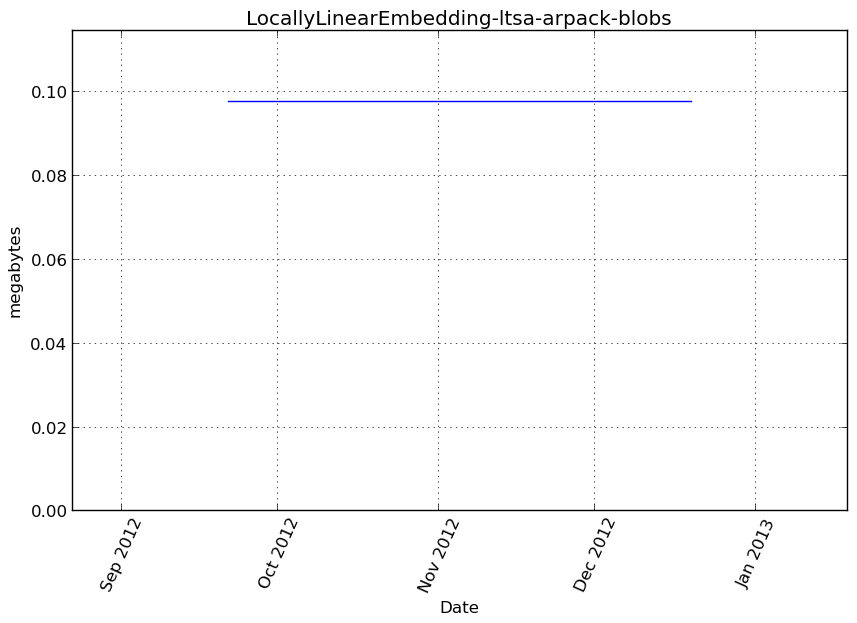 LocallyLinearEmbedding-ltsa-arpack-blobs
megabytes
0.10
0.08
0.06
0.04
0.02
0.00
Sep 2012
Oct 2012
Nov 2012
Dec 2012
Jan 2013
Date